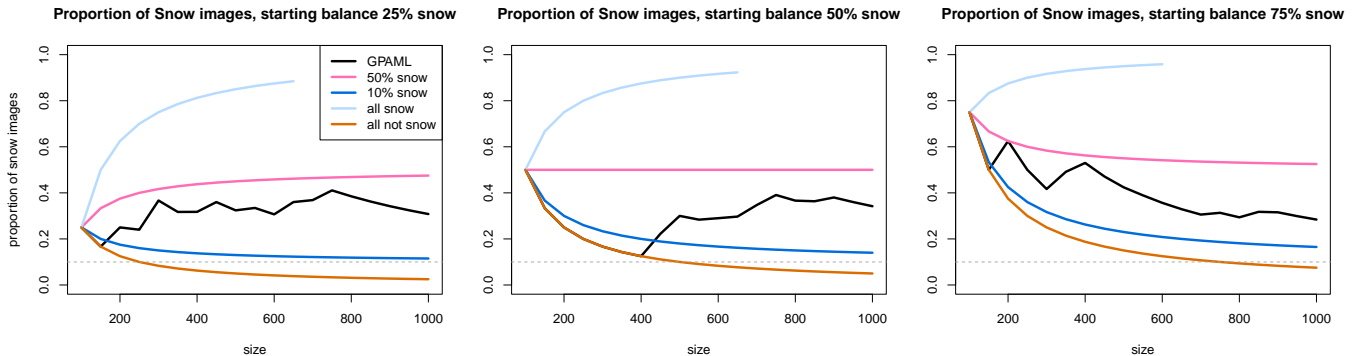 Proportion of Snow images, starting balance 25% snow
proportion of snow images
1.0
0.8
0.6
0.4
0.2
0.0
GPAML
50% snow
10% snow
all snow
all not snow
200 400 600 800 1000
size
Proportion of Snow images, starting balance 50% snow
1.0
0.8
0.6
0.4
0.2
0.0
200 400 600 800 1000
size
Proportion of Snow images, starting balance 75% snow
1.0
0.8
0.6
0.4
0.2
0.0
200 400 600 800 1000
size